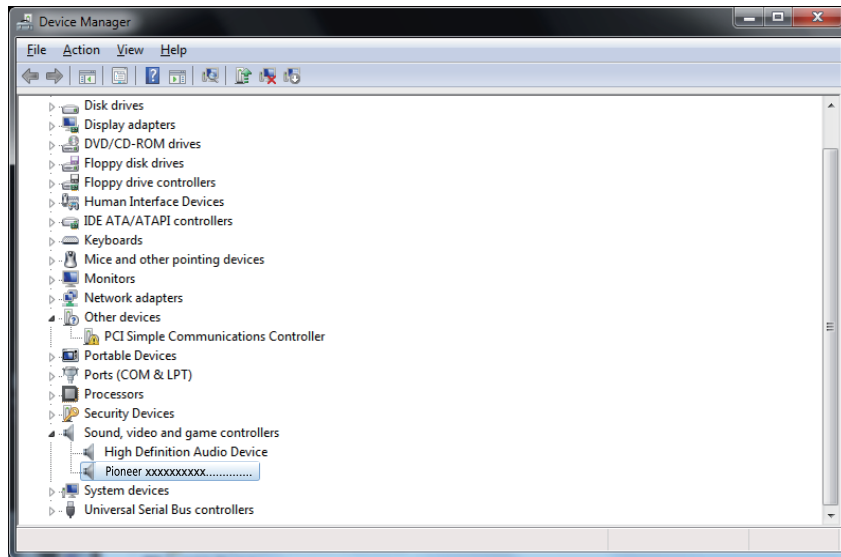 Device Manager
File Action View Help
Disk drives
Display adapters
DVD/CD-ROM drives
Floppy disk drives
Floppy drive controllers
Human Interface Devices
IDE ATA/ATAPI controllers
Keyboards
Mice and other pointing devices
Monitors
Network adapters
Other devices
PCI Simple Communications Controller
Portable Devices
Ports (COM & LPT)
Processors
Security Devices
Sound, video and game controllers
High Definition Audio Device
Pioneer xxxxxxxxxx.............
System devices
Universal Serial Bus controllers